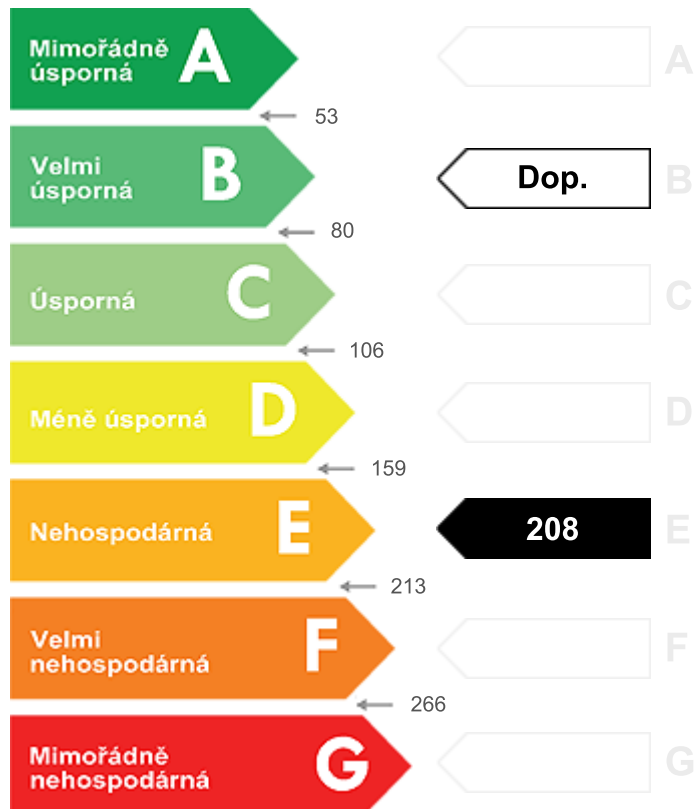 Mimořádně
úsporná
A
A
53
Velmi
úsporná
B
Dop.
B
80
Úsporná
C
C
106
Méně úsporná
D
D
159
Nehospodárná
E
208
E
213
Velmi
nehospodárná
F
F
266
Mimořádně
nehospodárná
G
G